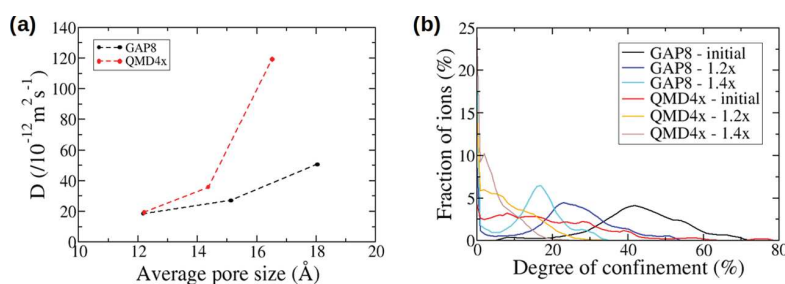 (a)
140
120
100
80
60
40
20
0
D (/10⁻¹² m² s⁻¹)
GAP8
QMD4x
10 12 14 16 18 20
Average pore size (Å)
(b)
25
20
15
10
5
0
Fraction of ions (%)
GAP8 - initial
GAP8 - 1.2x
GAP8 - 1.4x
QMD4x - initial
QMD4x - 1.2x
QMD4x - 1.4x
0 20 40 60 80
Degree of confinement (%)